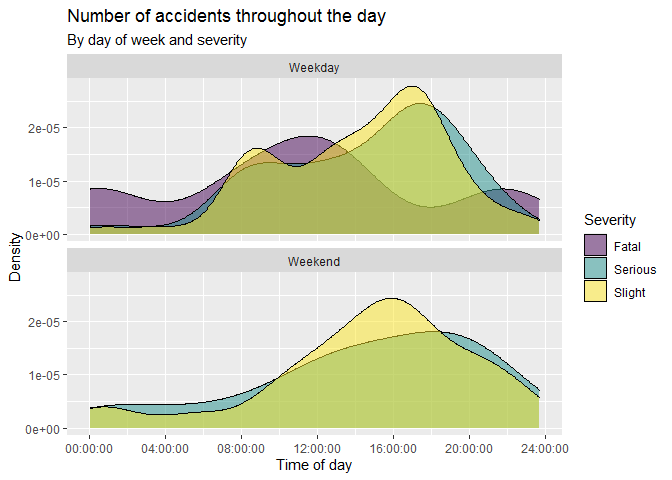 Number of accidents throughout the day
By day of week and severity
Weekday
2e-05
1e-05
0e+00
Weekend
2e-05
1e-05
0e+00
00:00:00 04:00:00 08:00:00 12:00:00 16:00:00 20:00:00 24:00:00
Time of day
Density
Severity
Fatal
Serious
Slight